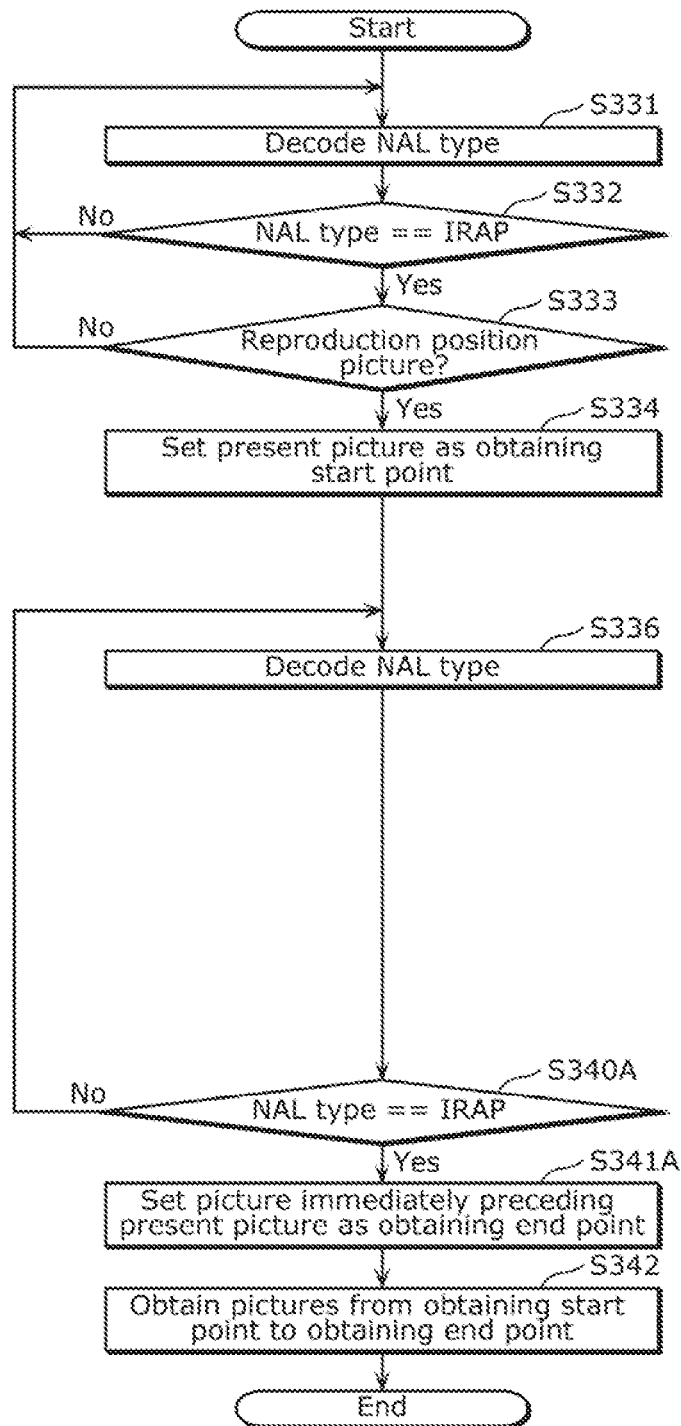 Start
S331
Decode NAL type
S332
No
NAL type == IRAP
Yes
S333
No
Reproduction position
picture?
Yes
S334
Set present picture as obtaining
start point
S336
Decode NAL type
S340A
No
NAL type == IRAP
Yes
S341A
Set picture immediately preceding
present picture as obtaining end point
S342
Obtain pictures from obtaining start
point to obtaining end point
End